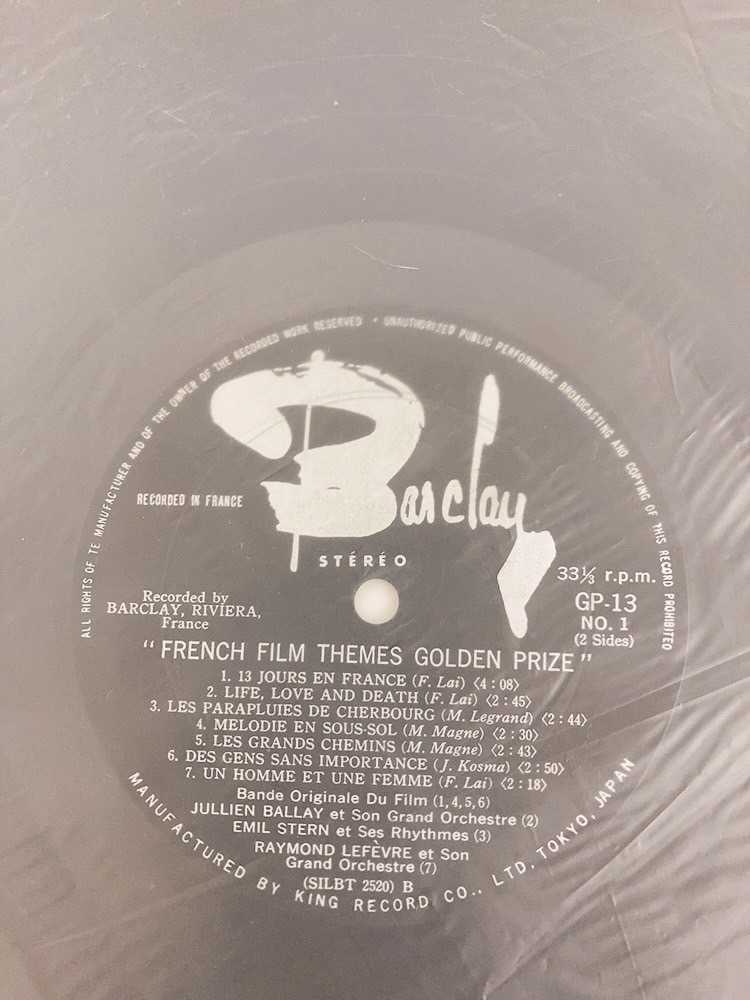 ALL RIGHTS OF TE MANUFACTURER AND OF THE OWNER OF THE RECORDED WORK RESERVED • UNAUTHORIZED PUBLIC PERFORMANCE BROADCASTING AND COPYING OF THIS RECORD PROHIBITED
Barclay
RECORDED IN FRANCE
STÉRÉO
33⅓ r.p.m.
Recorded by
BARCLAY, RIVIERA,
France
GP-13
NO. 1
(2 Sides)
"FRENCH FILM THEMES GOLDEN PRIZE"
1. 13 JOURS EN FRANCE (F. Lai) 〈4:08〉
2. LIFE, LOVE AND DEATH (F. Lai) 〈2:45〉
3. LES PARAPLUIES DE CHERBOURG (M. Legrand) 〈2:44〉
4. MELODIE EN SOUS-SOL (M. Magne) 〈2:30〉
5. LES GRANDS CHEMINS (M. Magne) 〈2:43〉
6. DES GENS SANS IMPORTANCE (J. Kosma) 〈2:50〉
7. UN HOMME ET UNE FEMME (F. Lai) 〈2:18〉
Bande Originale Du Film (1,4,5,6)
JULLIEN BALLAY et Son Grand Orchestre (2)
EMIL STERN et Ses Rhythmes (3)
RAYMOND LEFÈVRE et Son
Grand Orchestre (7)
(SILBT 2520) B
MANUFACTURED BY KING RECORD CO., LTD, TOKYO, JAPAN